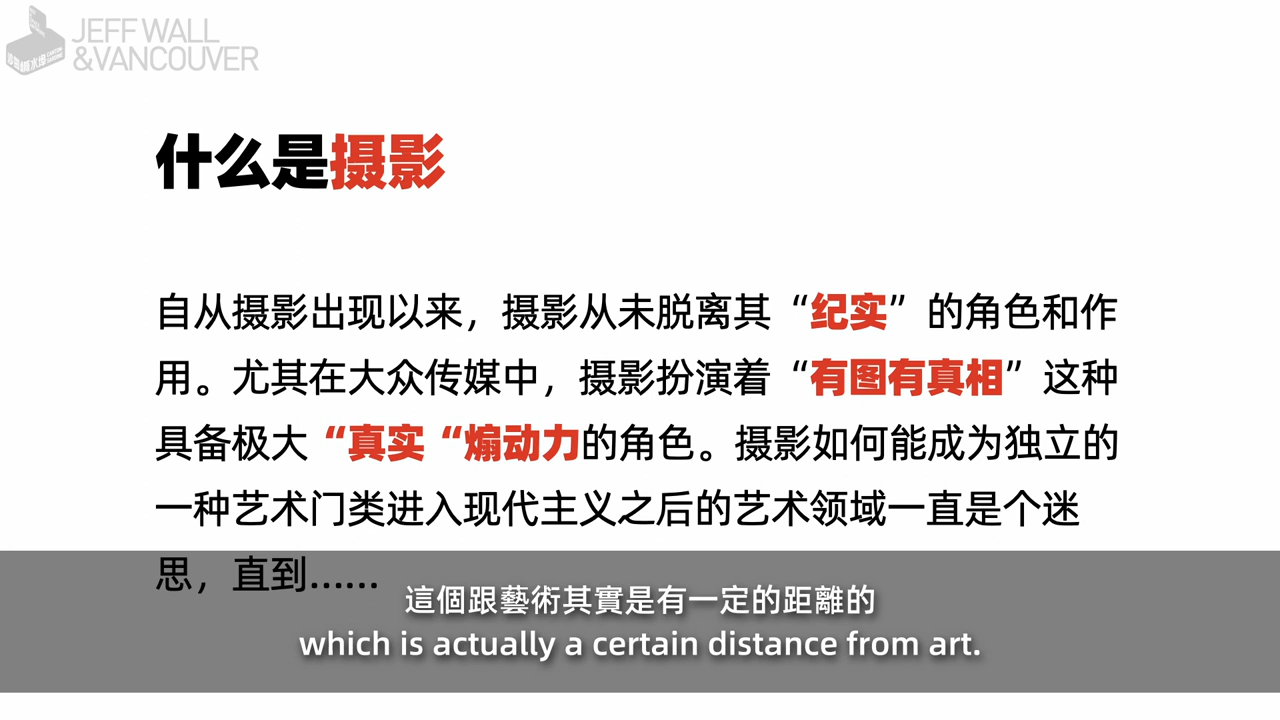 JEFF WALL
&VANCOUVER
什么是摄影
自从摄影出现以来，摄影从未脱离其“纪实”的角色和作
用。尤其在大众传媒中，摄影扮演着“有图有真相”这种
具备极大“真实“煽动力的角色。摄影如何能成为独立的
一种艺术门类进入现代主义之后的艺术领域一直是个迷
思，直到……
這個跟藝術其實是有一定的距離的
which is actually a certain distance from art.